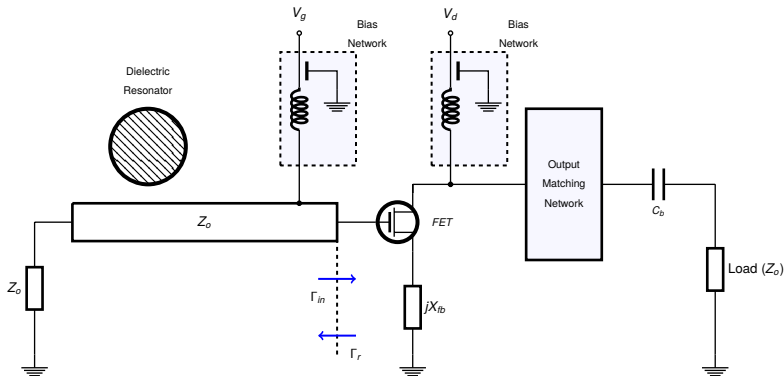 V_g
V_d
Bias
Network
Bias
Network
Dielectric
Resonator
Output
Matching
Network
Z_o
FET
C_b
Z_o
Γ_in
jX_fb
Load (Z_o)
Γ_r